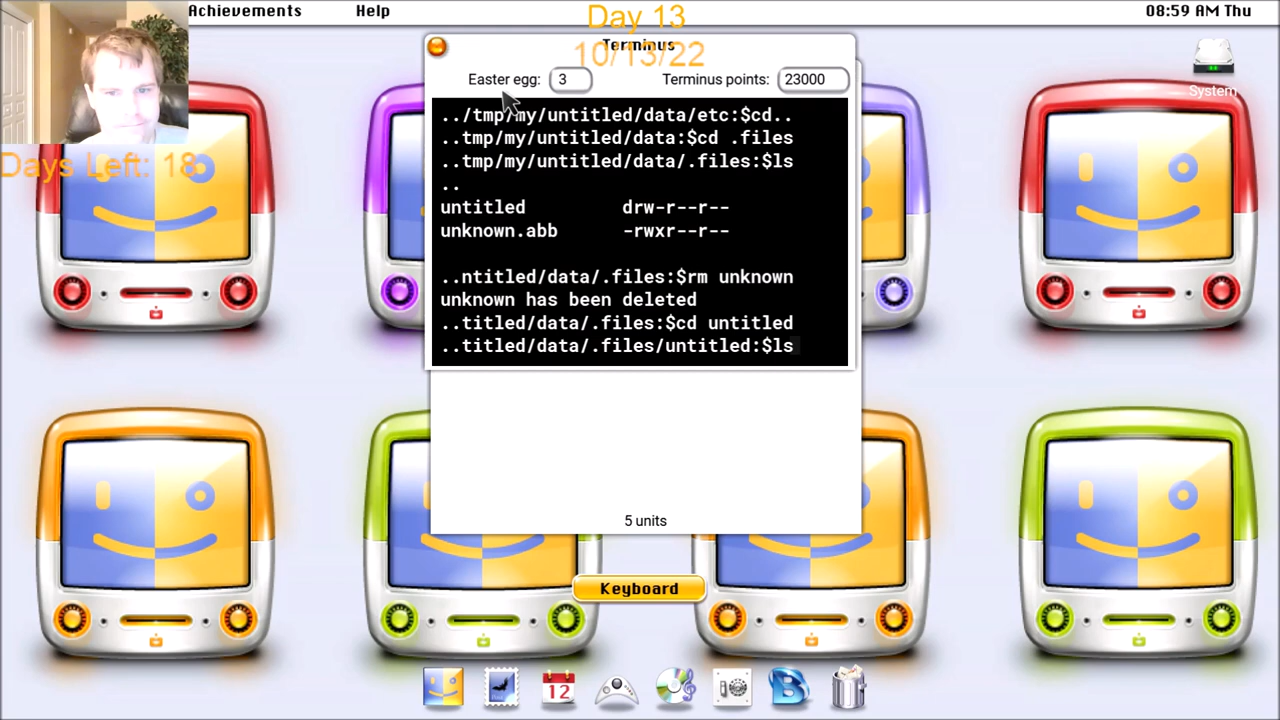 Achievements
Help
Day 13
10/13/22
08:59 AM Thu
Terminus
Easter egg: 3
Terminus points: 23000
System
Days Left: 18
../tmp/my/untitled/data/etc:$cd..
..tmp/my/untitled/data:$cd .files
..tmp/my/untitled/data/.files:$ls
..
untitled drw-r--r--
unknown.abb -rwxr--r--
..ntitled/data/.files:$rm unknown
unknown has been deleted
..titled/data/.files:$cd untitled
..titled/data/.files/untitled:$ls
5 units
Keyboard
12